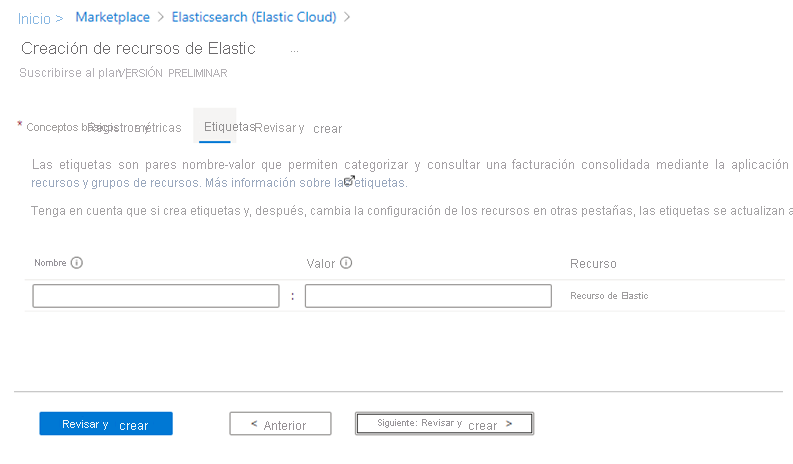 Inicio > Marketplace > Elasticsearch (Elastic Cloud) >
Creación de recursos de Elastic ...
Suscribirse al plan VERSIÓN PRELIMINAR
* Conceptos básicos Registros y métricas Etiquetas Revisar y crear
Las etiquetas son pares nombre-valor que permiten categorizar y consultar una facturación consolidada mediante la aplicación
recursos y grupos de recursos. Más información sobre las etiquetas.
Tenga en cuenta que si crea etiquetas y, después, cambia la configuración de los recursos en otras pestañas, las etiquetas se actualizan a
Nombre Valor Recurso
: Recurso de Elastic
Revisar y crear < Anterior Siguiente: Revisar y crear >